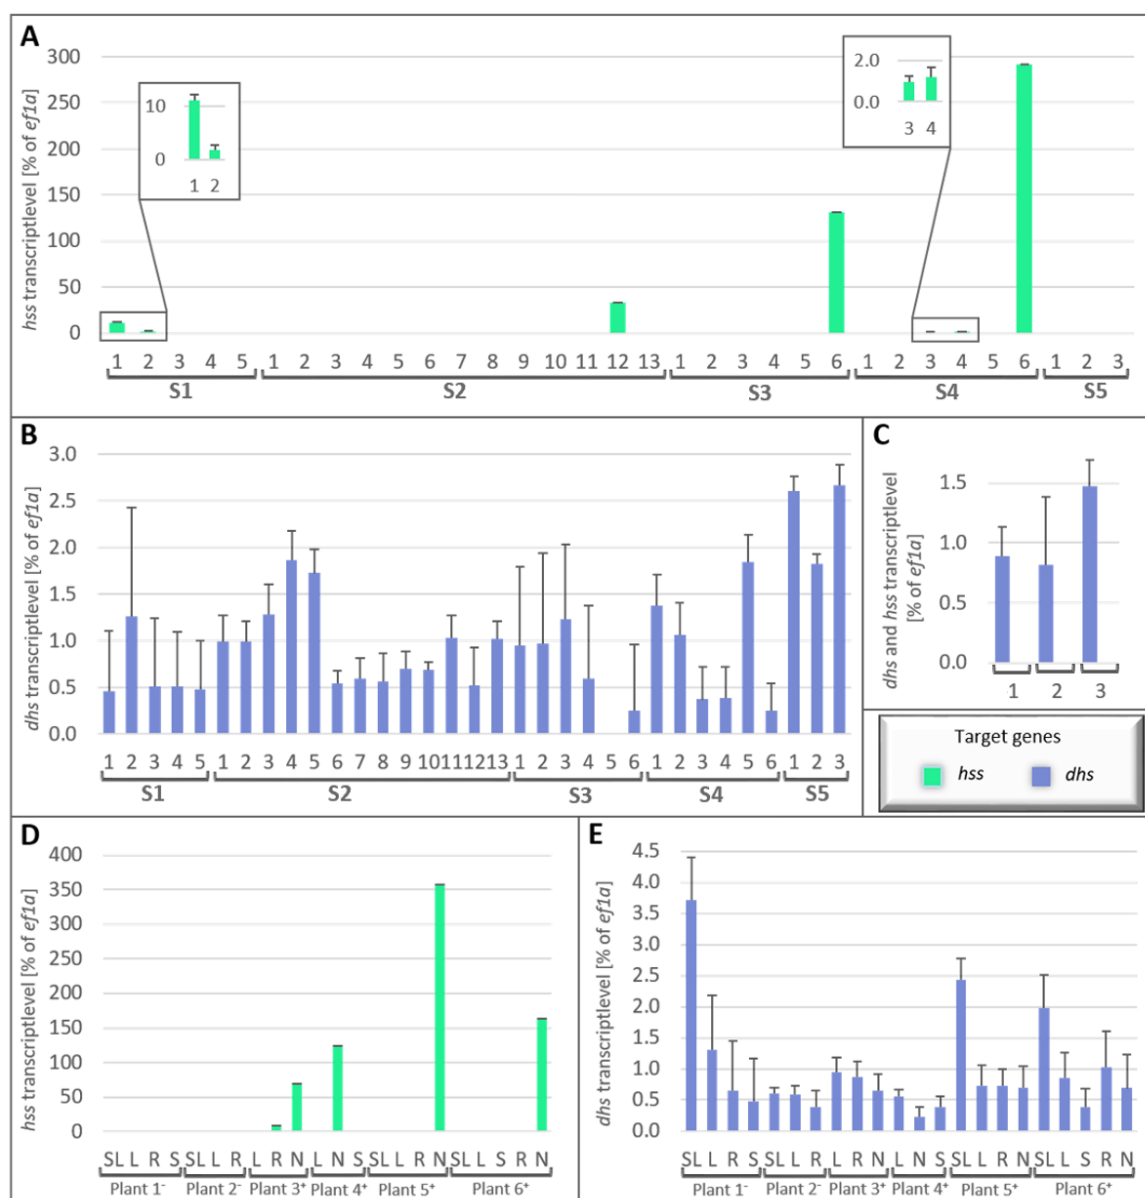 A
hss transcriptlevel [% of ef1a]
300
250
200
150
100
50
0
10
0
1 2
2.0
0.0
3 4
1 2 3 4 5 1 2 3 4 5 6 7 8 9 10 11 12 13 1 2 3 4 5 6 1 2 3 4 5 6 1 2 3
S1 S2 S3 S4 S5
B
dhs transcriptlevel [% of ef1a]
3.0
2.5
2.0
1.5
1.0
0.5
0.0
1 2 3 4 5 1 2 3 4 5 6 7 8 9 10 11 12 13 1 2 3 4 5 6 1 2 3 4 5 6 1 2 3
S1 S2 S3 S4 S5
C
dhs and hss transcriptlevel
[% of ef1a]
1.5
1.0
0.5
0.0
1 2 3
Target genes
hss dhs
D
hss transcriptlevel [% of ef1a]
400
350
300
250
200
150
100
50
0
SL L R S SL L R L R N L N S SL L R N SL L S R N
Plant 1⁻ Plant 2⁻ Plant 3⁺ Plant 4⁺ Plant 5⁺ Plant 6⁺
E
dhs transcriptlevel [% of ef1a]
4.5
4.0
3.5
3.0
2.5
2.0
1.5
1.0
0.5
0.0
SL L R S SL L R L R N L N S SL L R N SL L S R N
Plant 1⁻ Plant 2⁻ Plant 3⁺ Plant 4⁺ Plant 5⁺ Plant 6⁺